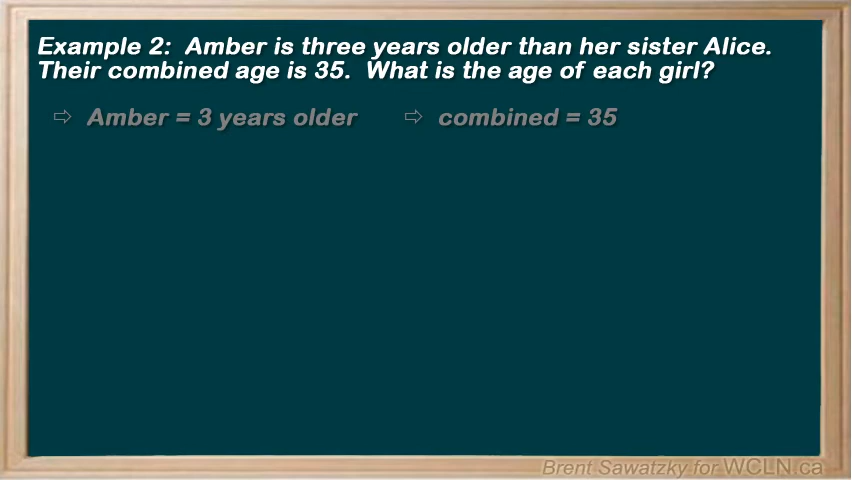 Example 2:  Amber is three years older than her sister Alice.
Their combined age is 35.  What is the age of each girl?
⇨ Amber = 3 years older ⇨ combined = 35
Brent Sawatzky for WCLN.ca